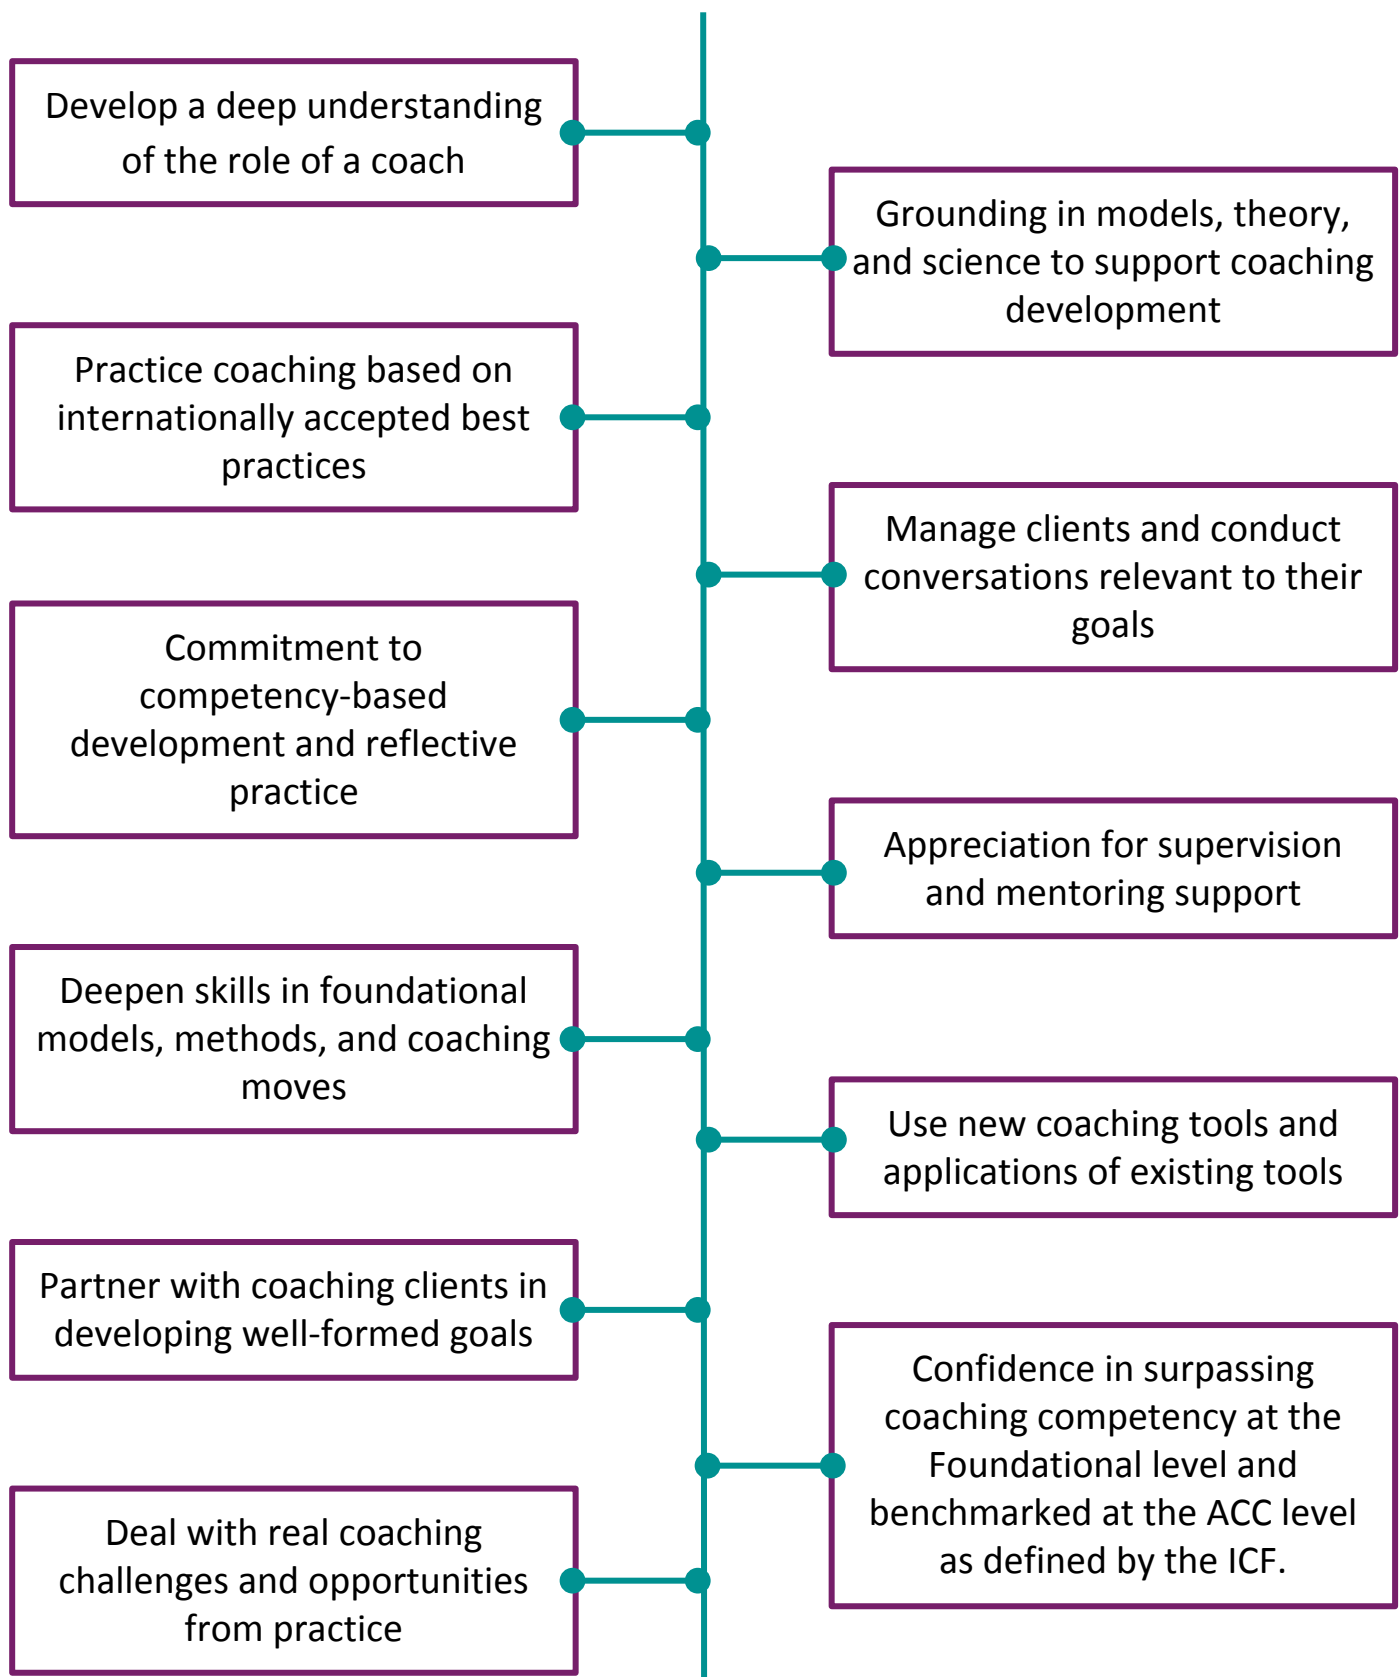 Develop a deep understanding
of the role of a coach
Grounding in models, theory,
and science to support coaching
development
Practice coaching based on
internationally accepted best
practices
Manage clients and conduct
conversations relevant to their
goals
Commitment to
competency-based
development and reflective
practice
Appreciation for supervision
and mentoring support
Deepen skills in foundational
models, methods, and coaching
moves
Use new coaching tools and
applications of existing tools
Partner with coaching clients in
developing well-formed goals
Confidence in surpassing
coaching competency at the
Foundational level and
benchmarked at the ACC level
as defined by the ICF.
Deal with real coaching
challenges and opportunities
from practice